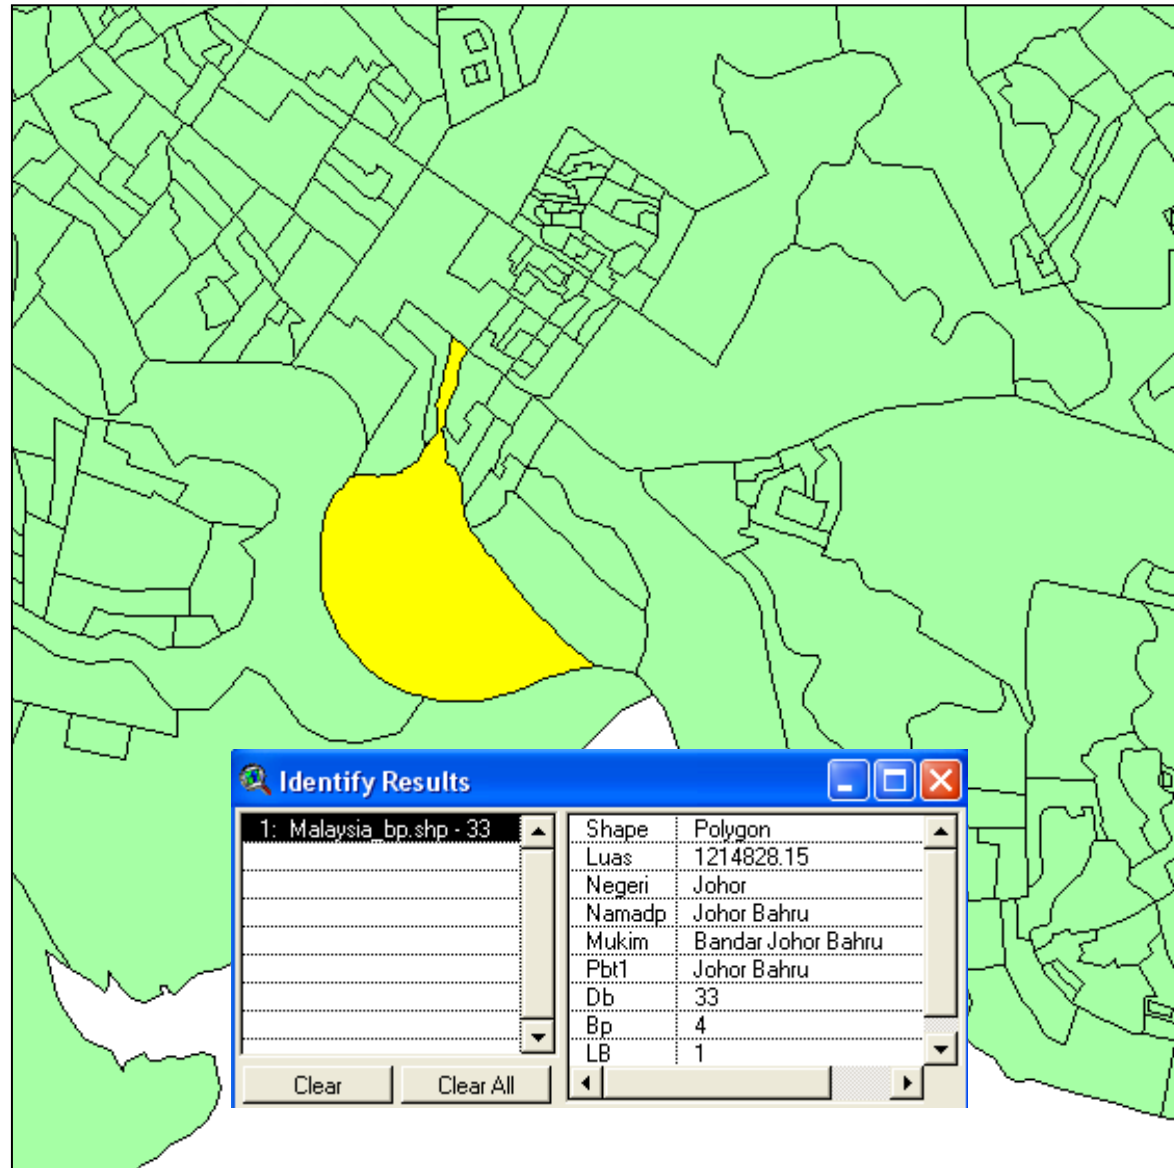 Identify Results
1: Malaysia_bp.shp - 33
Shape Polygon
Luas 1214828.15
Negeri Johor
Namadp Johor Bahru
Mukim Bandar Johor Bahru
Pbt1 Johor Bahru
Db 33
Bp 4
LB 1
Clear Clear All